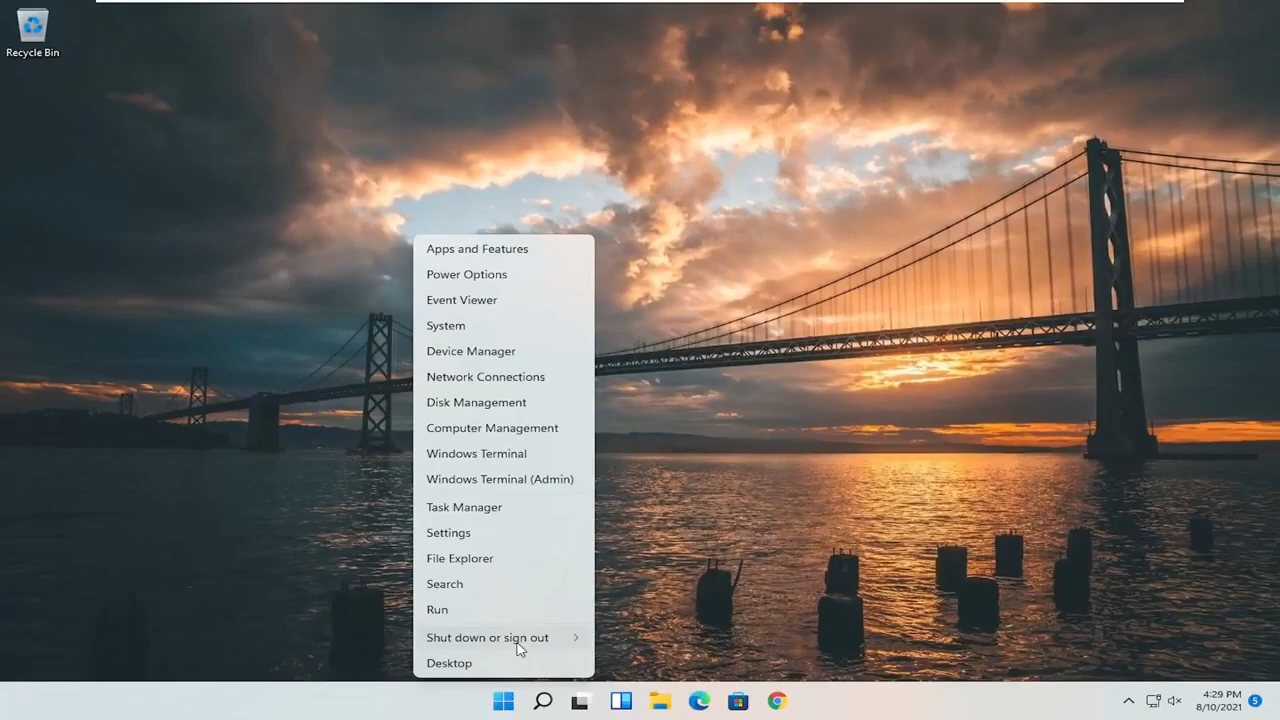 Recycle Bin
Apps and Features
Power Options
Event Viewer
System
Device Manager
Network Connections
Disk Management
Computer Management
Windows Terminal
Windows Terminal (Admin)
Task Manager
Settings
File Explorer
Search
Run
Shut down or sign out
Desktop
4:29 PM
8/10/2021
5